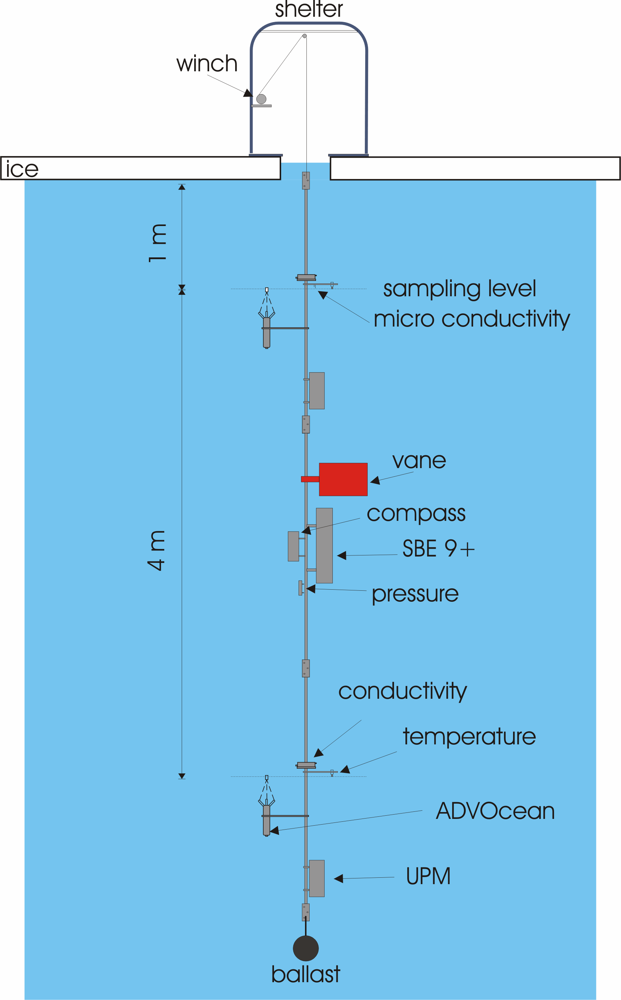 shelter
winch
ice
1 m
sampling level
micro conductivity
vane
compass
SBE 9+
4 m
pressure
conductivity
temperature
ADVOcean
UPM
ballast